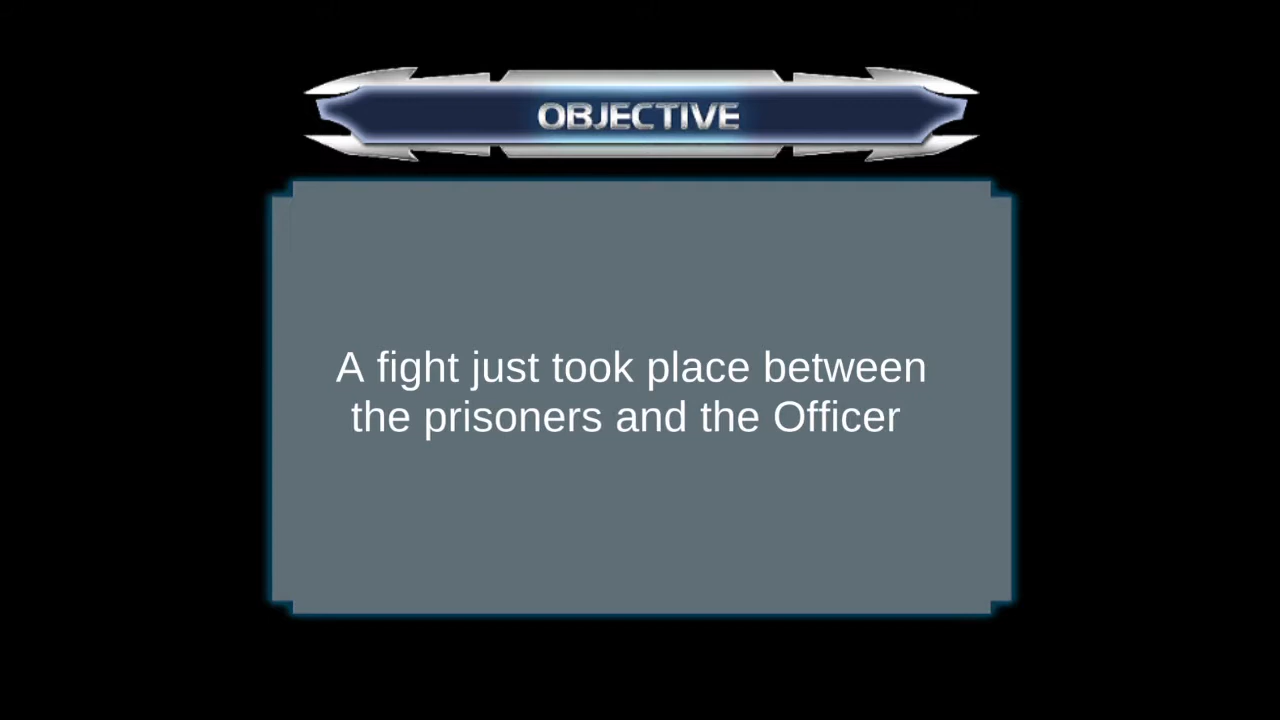 OBJECTIVE
A fight just took place between
the prisoners and the Officer